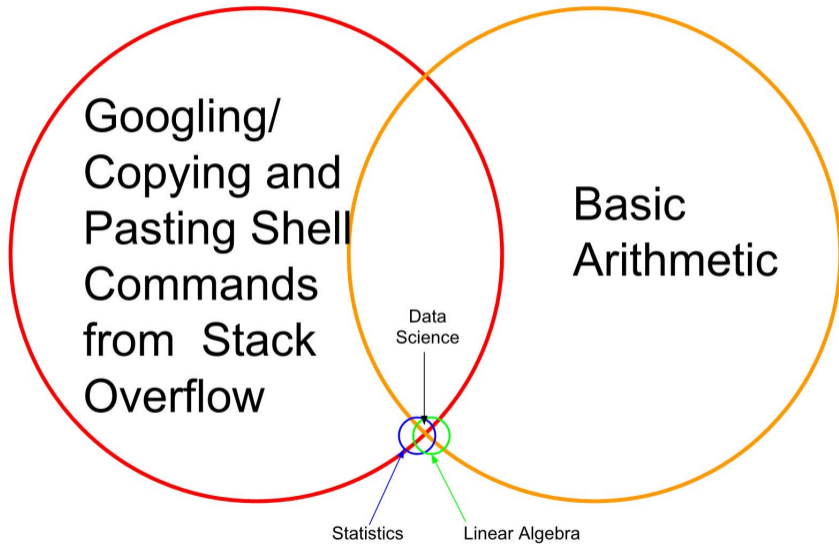 Googling/
Copying and
Pasting Shell
Commands
from Stack
Overflow
Basic
Arithmetic
Data
Science
Statistics
Linear Algebra